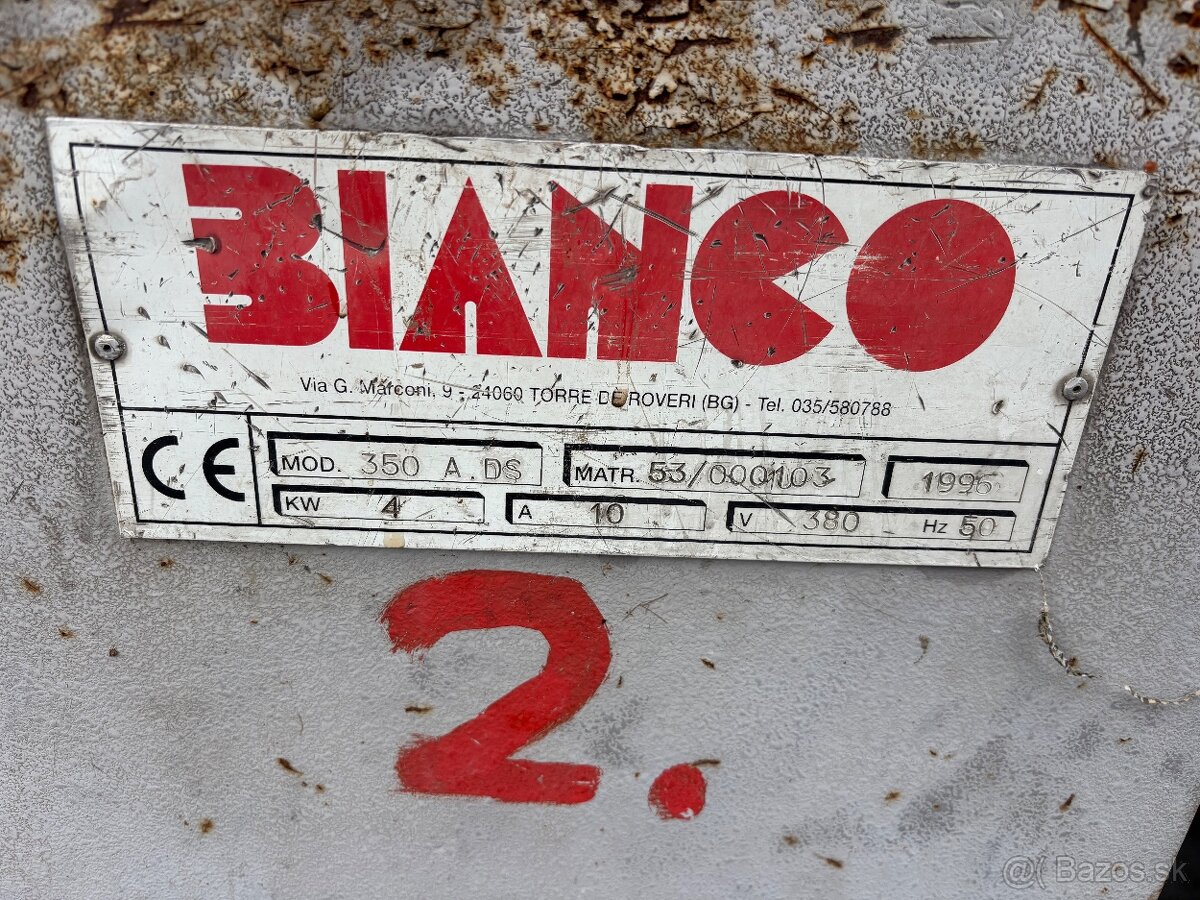 BIANCO
Via G. Marconi, 9 - 24060 TORRE DE ROVERI (BG) - Tel. 035/580788
CE MOD. 350 A.DS MATR. 53/000103 1996
KW 4 A 10 V 380 Hz 50
2.
@( Bazos.sk